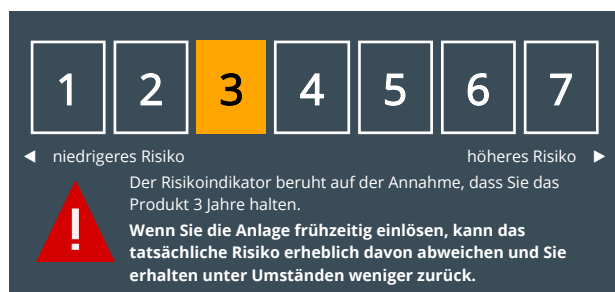 1 2 3 4 5 6 7
◀ niedrigeres Risiko höheres Risiko ▶
Der Risikoindikator beruht auf der Annahme, dass Sie das
Produkt 3 Jahre halten.
Wenn Sie die Anlage frühzeitig einlösen, kann das
tatsächliche Risiko erheblich davon abweichen und Sie
erhalten unter Umständen weniger zurück.
!